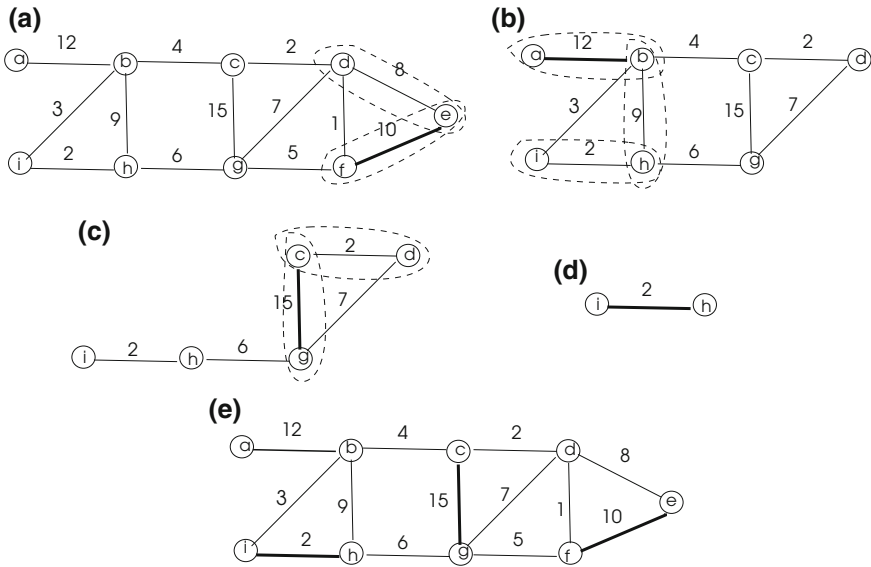 (a)
12 4 2
a b c d 8
3 9 15 7 1 10 e
i 2 h 6 g 5 f
(b)
12 4 2
a b c d
3 9 15 7
i 2 h 6 g
(c)
c 2 d
15 7
i 2 h 6 g
(d)
i 2 h
(e)
12 4 2
a b c d 8
3 9 15 7 1 10 e
i 2 h 6 g 5 f